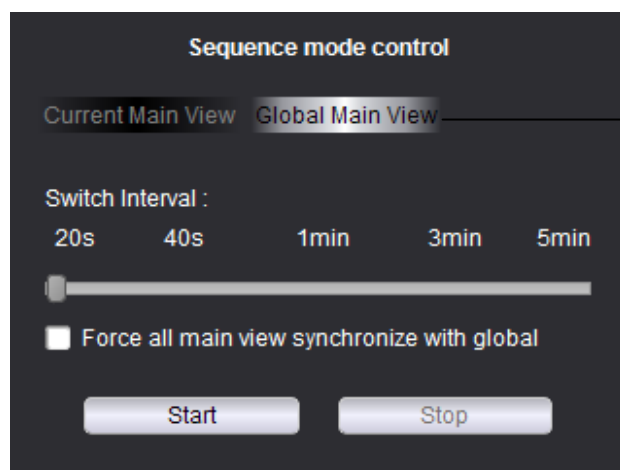 Sequence mode control
Current Main View Global Main View
Switch Interval :
20s 40s 1min 3min 5min
Force all main view synchronize with global
Start Stop